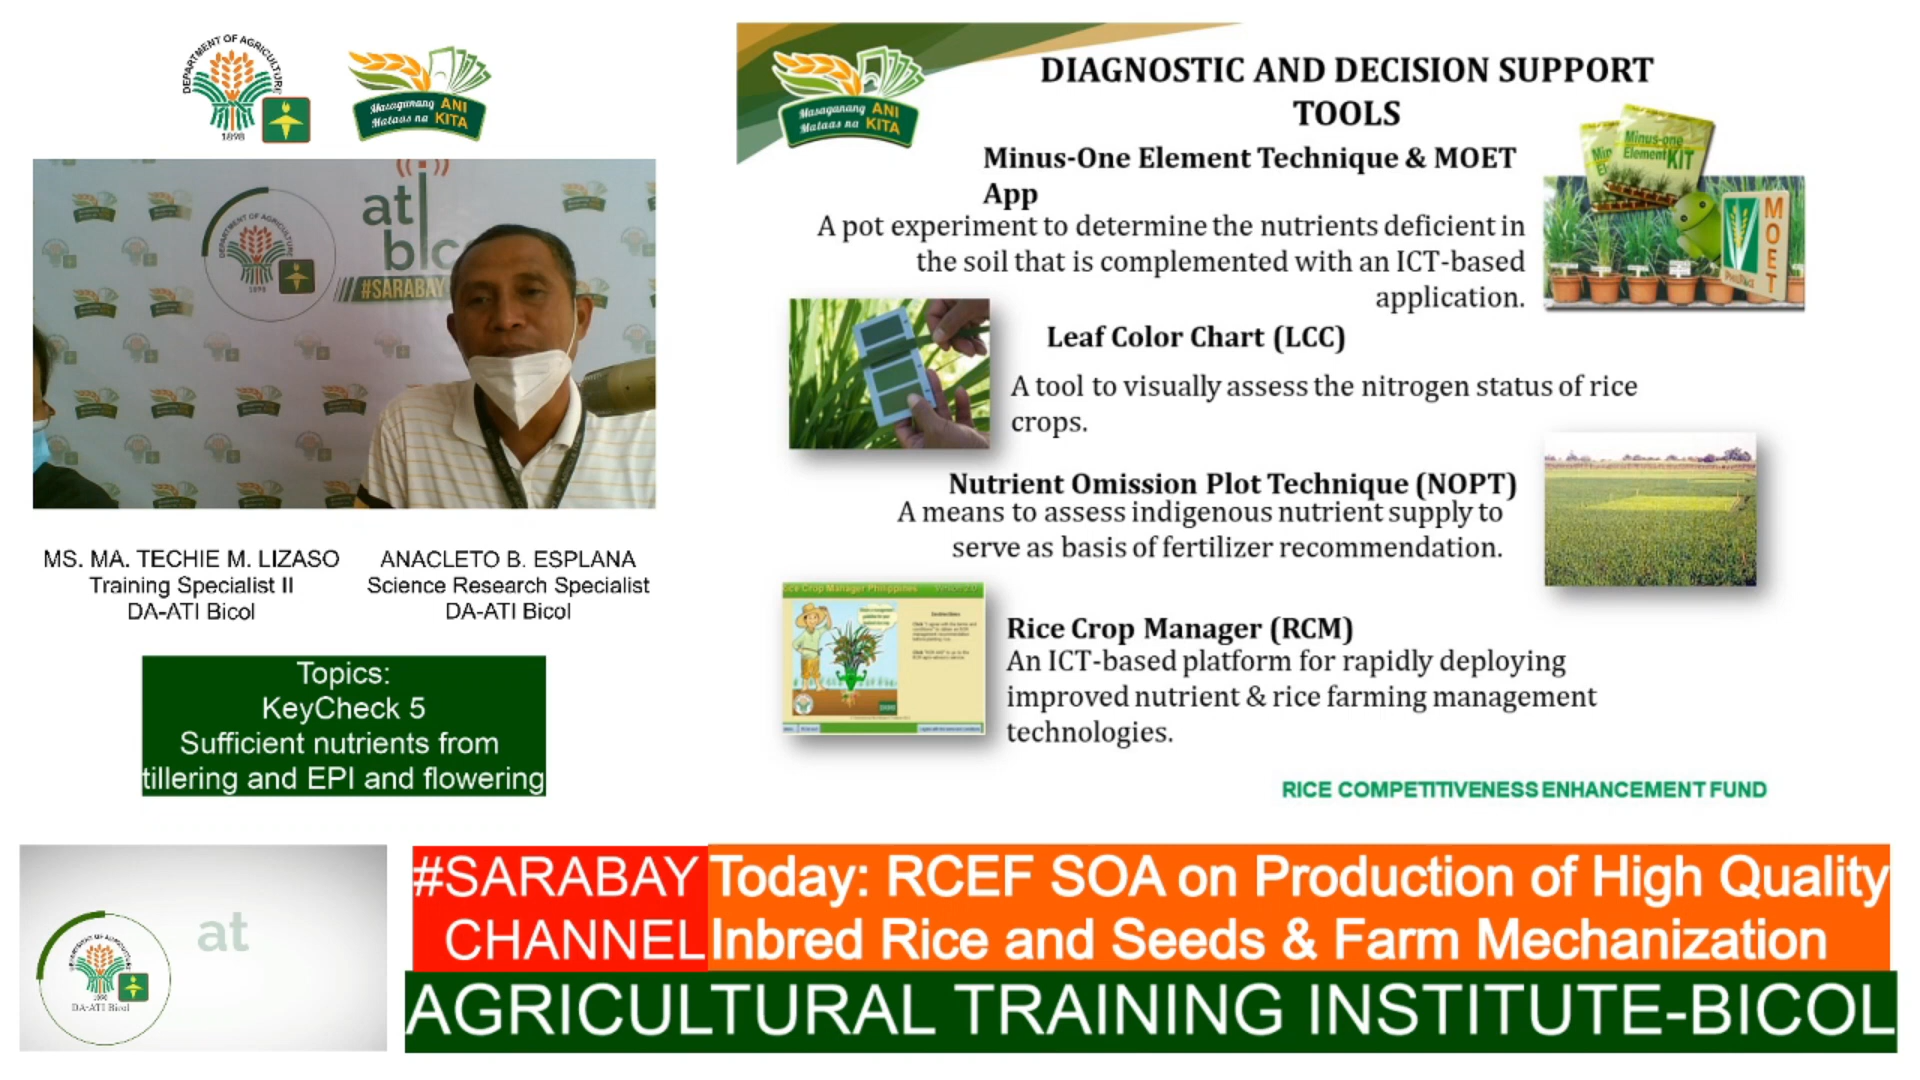 DEPARTMENT OF AGRICULTURE
1898
Masaganang ANI
Mataas na KITA
ati
bic
#SARABAY
DEPARTMENT OF AGRICULTURE
1898
MS. MA. TECHIE M. LIZASO
Training Specialist II
DA-ATI Bicol
ANACLETO B. ESPLANA
Science Research Specialist
DA-ATI Bicol
Topics:
KeyCheck 5
Sufficient nutrients from
tillering and EPI and flowering
Masaganang ANI
Mataas na KITA
DIAGNOSTIC AND DECISION SUPPORT
TOOLS
Minus-One Element Technique & MOET
App
A pot experiment to determine the nutrients deficient in
the soil that is complemented with an ICT-based
application.
Minus-one
Element KIT
MOET
PhilRice
Leaf Color Chart (LCC)
A tool to visually assess the nitrogen status of rice
crops.
Nutrient Omission Plot Technique (NOPT)
A means to assess indigenous nutrient supply to
serve as basis of fertilizer recommendation.
Rice Crop Manager Philippines
Rice Crop Manager (RCM)
An ICT-based platform for rapidly deploying
improved nutrient & rice farming management
technologies.
RICE COMPETITIVENESS ENHANCEMENT FUND
DA-ATI Bicol
at
#SARABAY
CHANNEL
Today: RCEF SOA on Production of High Quality
Inbred Rice and Seeds & Farm Mechanization
AGRICULTURAL TRAINING INSTITUTE-BICOL